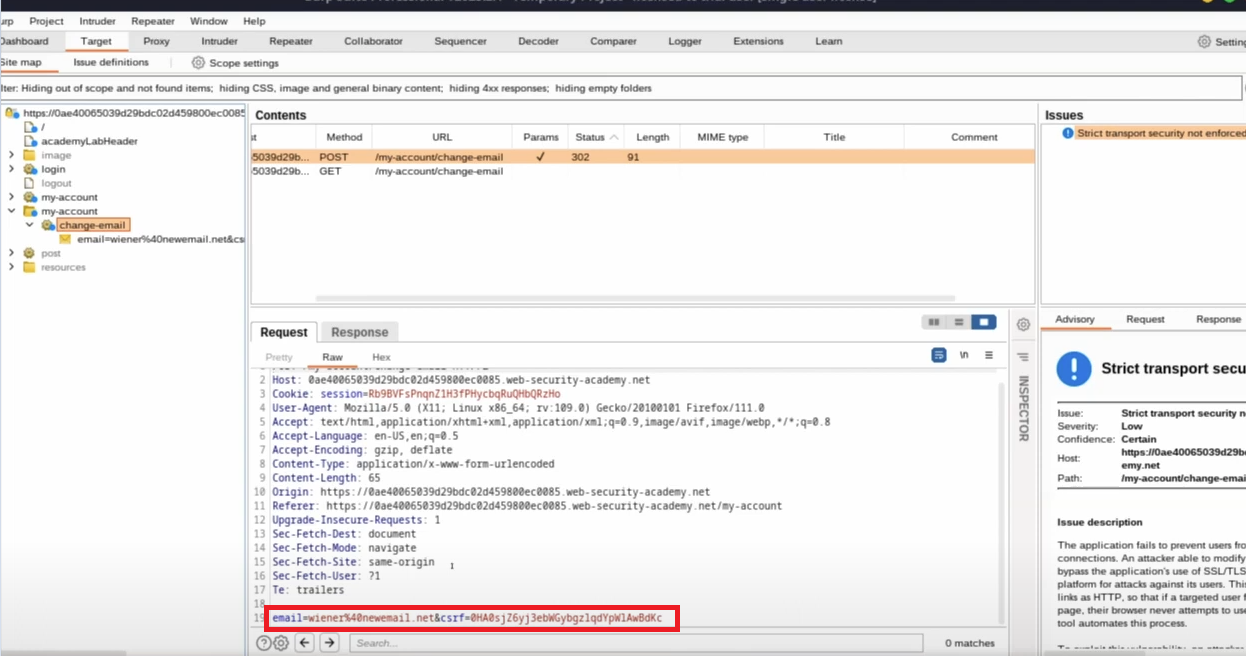 Project Intruder Repeater Window Help
Dashboard Target Proxy Intruder Repeater Collaborator Sequencer Decoder Comparer Logger Extensions Learn Setting
Site map Issue definitions Scope settings
lter: Hiding out of scope and not found items; hiding CSS, image and general binary content; hiding 4xx responses; hiding empty folders
https://0ae40065039d29bdc02d459800ec0085
/
academyLabHeader
image
login
logout
my-account
my-account
change-email
email=wiener%40newemail.net&cs
post
resources
Contents
st Method URL Params Status Length MIME type Title Comment
5039d29b... POST /my-account/change-email ✓ 302 91
5039d29b... GET /my-account/change-email
Issues
Strict transport security not enforced
Request Response
Pretty Raw Hex
\n
2 Host: 0ae40065039d29bdc02d459800ec0085.web-security-academy.net
3 Cookie: session=Rb9BVFsPnqnZ1H3fPHycbqRuQHbQRzHo
4 User-Agent: Mozilla/5.0 (X11; Linux x86_64; rv:109.0) Gecko/20100101 Firefox/111.0
5 Accept: text/html,application/xhtml+xml,application/xml;q=0.9,image/avif,image/webp,*/*;q=0.8
6 Accept-Language: en-US,en;q=0.5
7 Accept-Encoding: gzip, deflate
8 Content-Type: application/x-www-form-urlencoded
9 Content-Length: 65
10 Origin: https://0ae40065039d29bdc02d459800ec0085.web-security-academy.net
11 Referer: https://0ae40065039d29bdc02d459800ec0085.web-security-academy.net/my-account
12 Upgrade-Insecure-Requests: 1
13 Sec-Fetch-Dest: document
14 Sec-Fetch-Mode: navigate
15 Sec-Fetch-Site: same-origin
16 Sec-Fetch-User: ?1
17 Te: trailers
18
19 email=wiener%40newemail.net&csrf=0HA0sjZ6yj3ebWGybgzlqdYpWlAwBdKc
Search... 0 matches
INSPECTOR
Advisory Request Response
Strict transport secu
Issue: Strict transport security n
Severity: Low
Confidence: Certain
Host: https://0ae40065039d29b
emy.net
Path: /my-account/change-emai
Issue description
The application fails to prevent users fro
connections. An attacker able to modify
bypass the application's use of SSL/TLS
platform for attacks against its users. This
links as HTTP, so that if a targeted user f
page, their browser never attempts to use
tool automates this process.